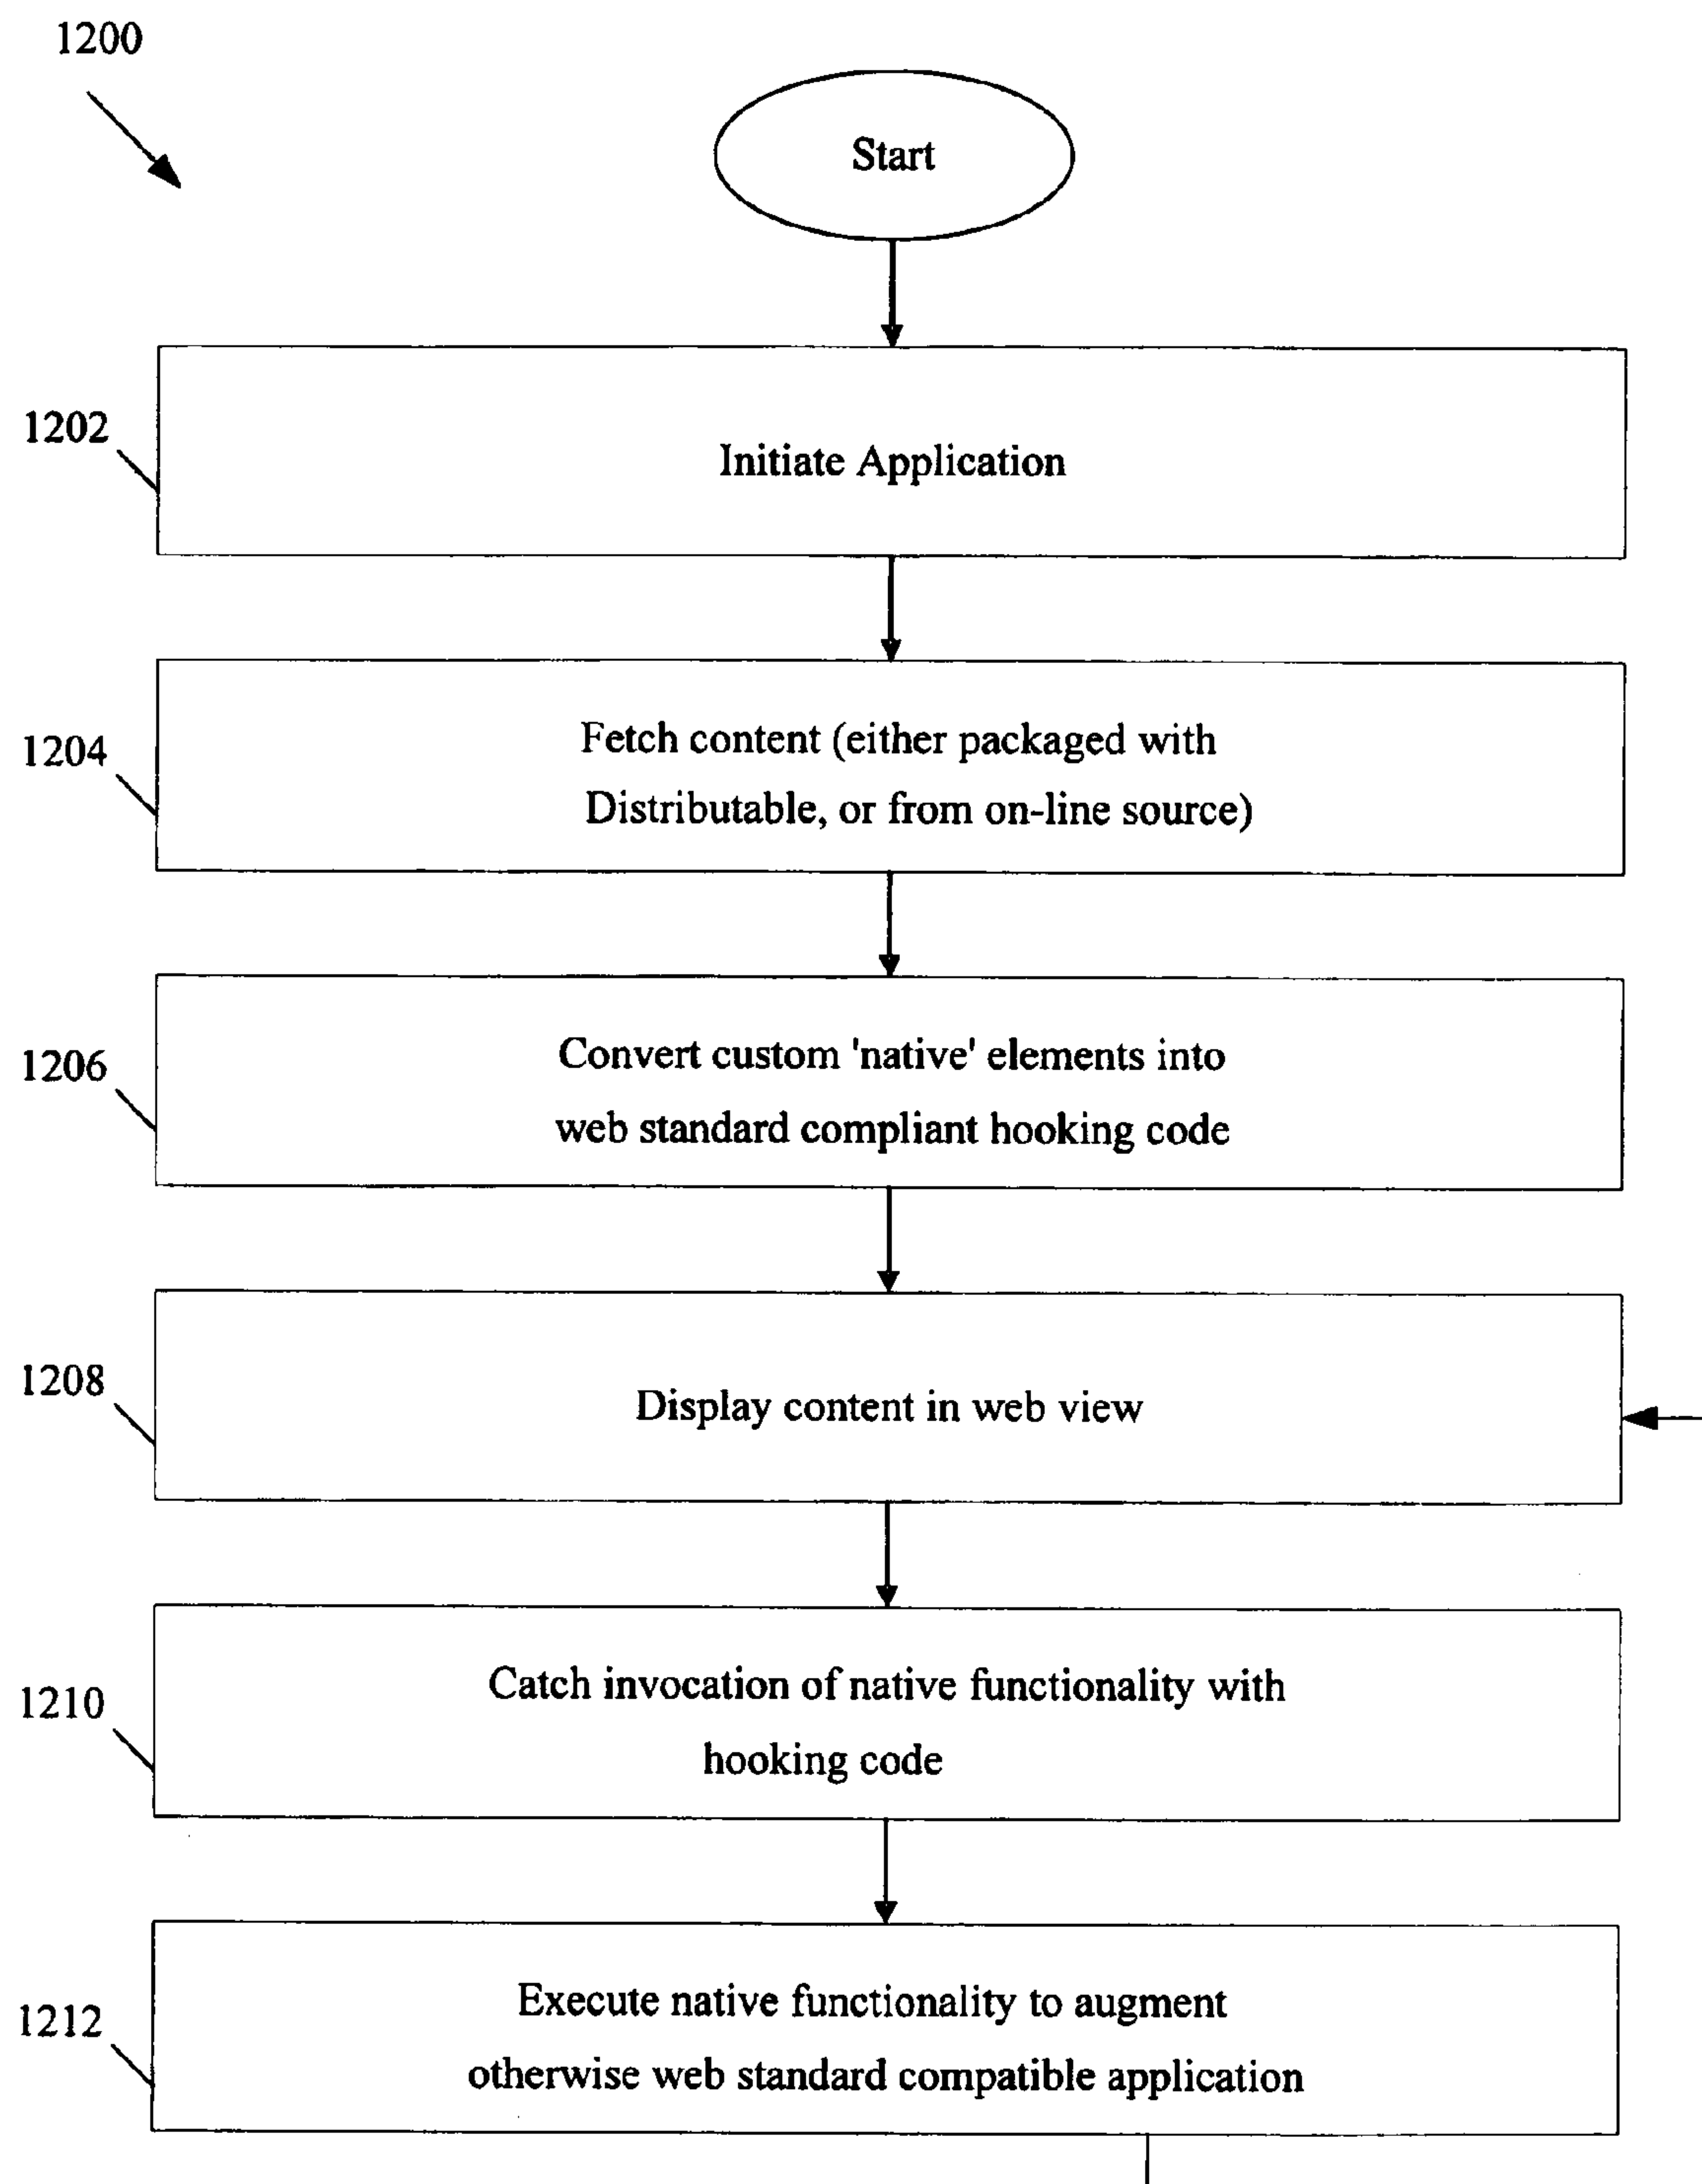 1200
Start
1202
Initiate Application
1204
Fetch content (either packaged with
Distributable, or from on-line source)
1206
Convert custom 'native' elements into
web standard compliant hooking code
1208
Display content in web view
1210
Catch invocation of native functionality with
hooking code
1212
Execute native functionality to augment
otherwise web standard compatible application